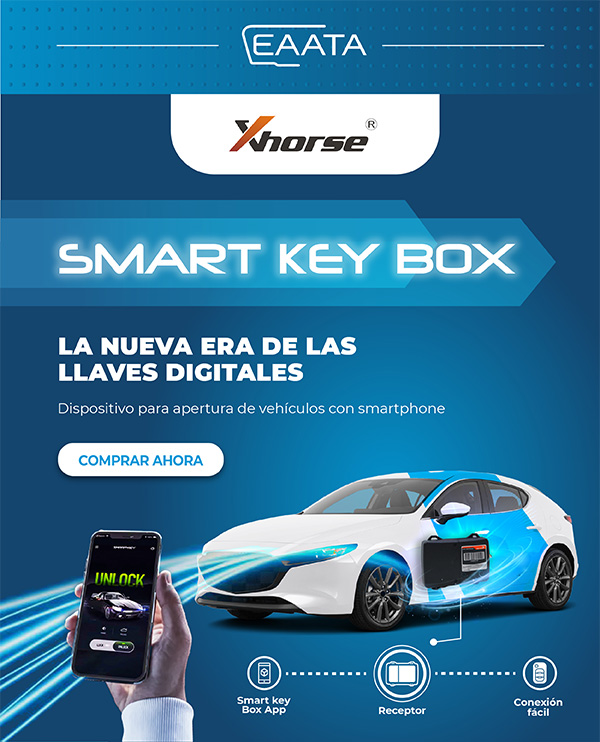 EAATA
Xhorse®
SMART KEY BOX
LA NUEVA ERA DE LAS
LLAVES DIGITALES
Dispositivo para apertura de vehículos con smartphone
COMPRAR AHORA
UNLOCK
Smart key
Box App
Receptor
Conexión
fácil